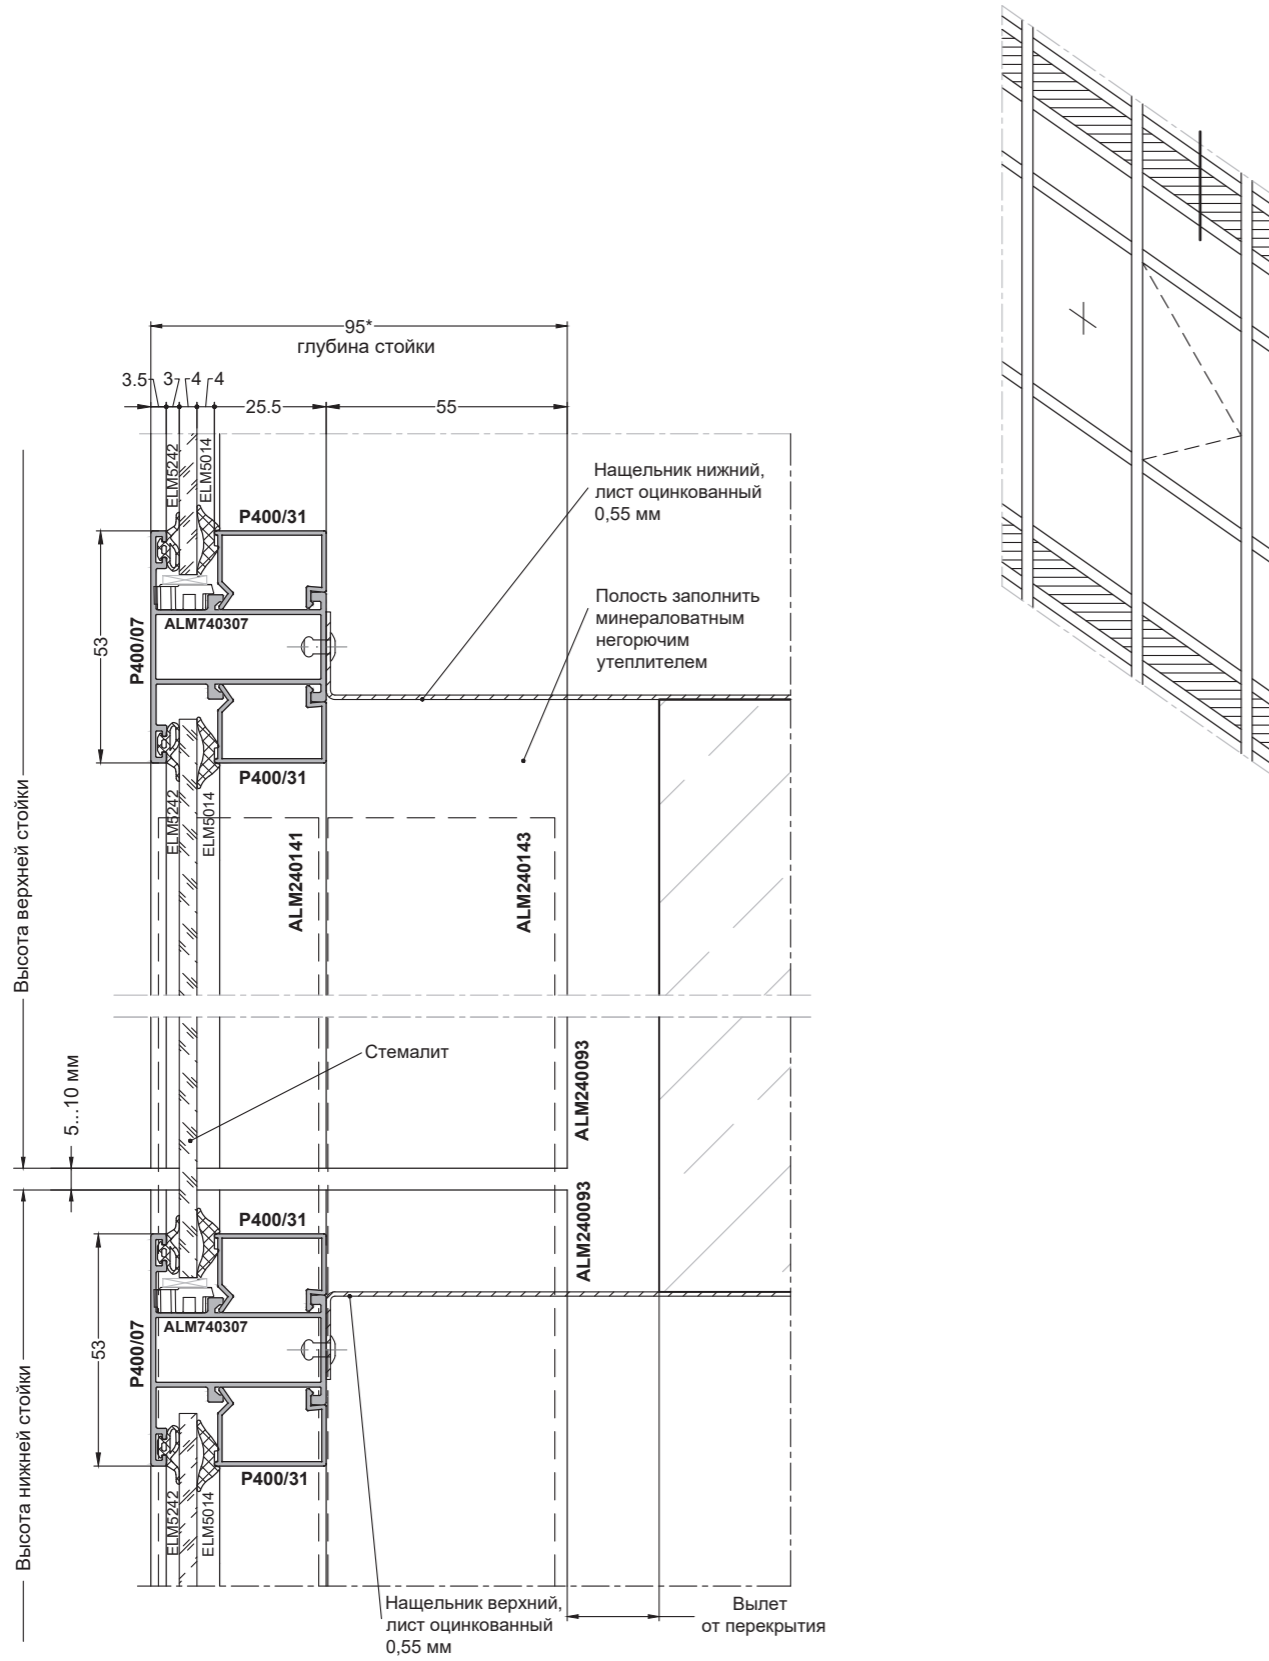 95*
глубина стойки
3.5
3
4
4
25.5
55
ELM5242
ELM5014
P400/31
Нащельник нижний,
лист оцинкованный
0,55 мм
Полость заполнить
минераловатным
негорючим
утеплителем
53
P400/07
ALM740307
P400/31
ELM5242
ELM5014
ALM240141
ALM240143
Высота верхней стойки
Стемалит
5...10 мм
ALM240093
ALM240093
P400/31
53
P400/07
ALM740307
P400/31
ELM5242
ELM5014
Высота нижней стойки
Нащельник верхний,
лист оцинкованный
0,55 мм
Вылет
от перекрытия